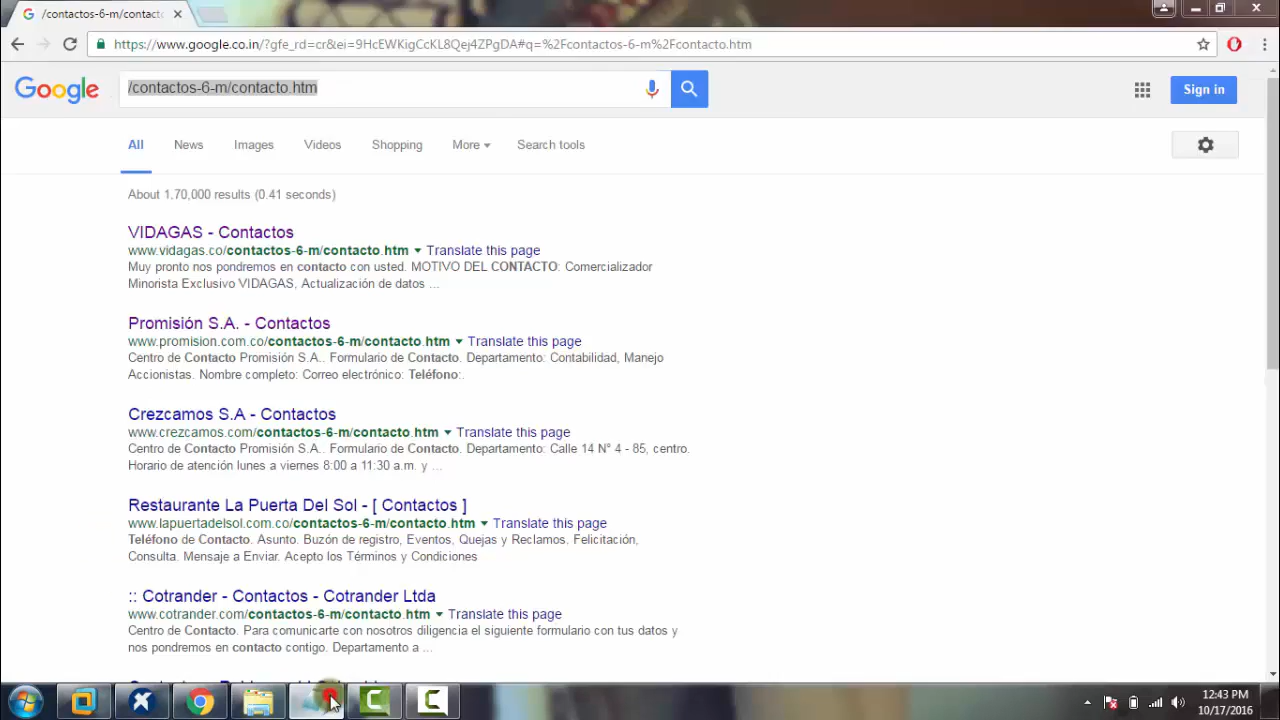 /contactos-6-m/contacto
https://www.google.co.in/?gfe_rd=cr&ei=9HcEWKigCcKL8Qej4ZPgDA#q=%2Fcontactos-6-m%2Fcontacto.htm
Google /contactos-6-m/contacto.htm Sign in
All News Images Videos Shopping More Search tools
About 1,70,000 results (0.41 seconds)
VIDAGAS - Contactos
www.vidagas.co/contactos-6-m/contacto.htm Translate this page
Muy pronto nos pondremos en contacto con usted. MOTIVO DEL CONTACTO: Comercializador
Minorista Exclusivo VIDAGAS, Actualización de datos ...
Promisión S.A. - Contactos
www.promision.com.co/contactos-6-m/contacto.htm Translate this page
Centro de Contacto Promisión S.A.. Formulario de Contacto. Departamento: Contabilidad, Manejo
Accionistas. Nombre completo: Correo electrónico: Teléfono:.
Crezcamos S.A - Contactos
www.crezcamos.com/contactos-6-m/contacto.htm Translate this page
Centro de Contacto Promisión S.A.. Formulario de Contacto. Departamento: Calle 14 N° 4 - 85, centro.
Horario de atención lunes a viernes 8:00 a 11:30 a.m. y ...
Restaurante La Puerta Del Sol - [ Contactos ]
www.lapuertadelsol.com.co/contactos-6-m/contacto.htm Translate this page
Teléfono de Contacto. Asunto. Buzón de registro, Eventos, Quejas y Reclamos. Felicitación,
Consulta. Mensaje a Enviar. Acepto los Términos y Condiciones
:: Cotrander - Contactos - Cotrander Ltda
www.cotrander.com/contactos-6-m/contacto.htm Translate this page
Centro de Contacto. Para comunicarte con nosotros diligencia el siguiente formulario con tus datos y
nos pondremos en contacto contigo. Departamento a ...
12:43 PM
10/17/2016